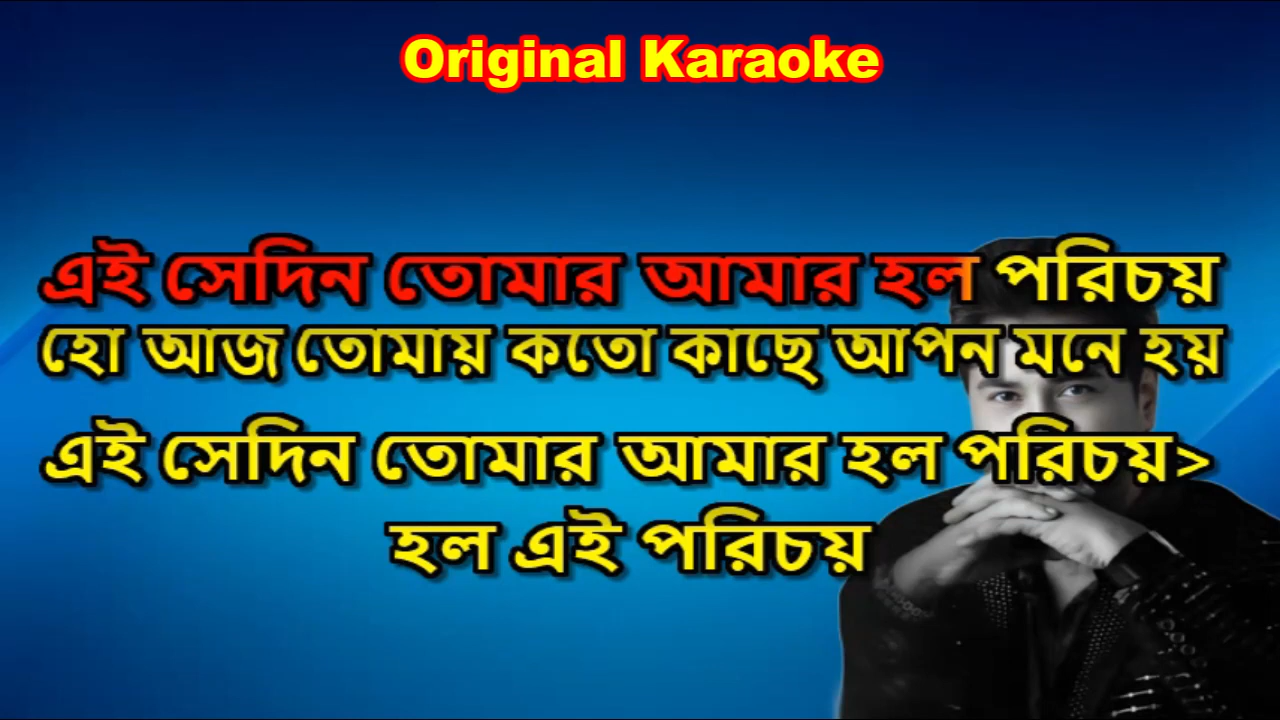 Original Karaoke
এই সেদিন তোমার আমার হল পরিচয়
হো আজ তোমায় কতো কাছে আপন মনে হয়
এই সেদিন তোমার আমার হল পরিচয়>
হল এই পরিচয়